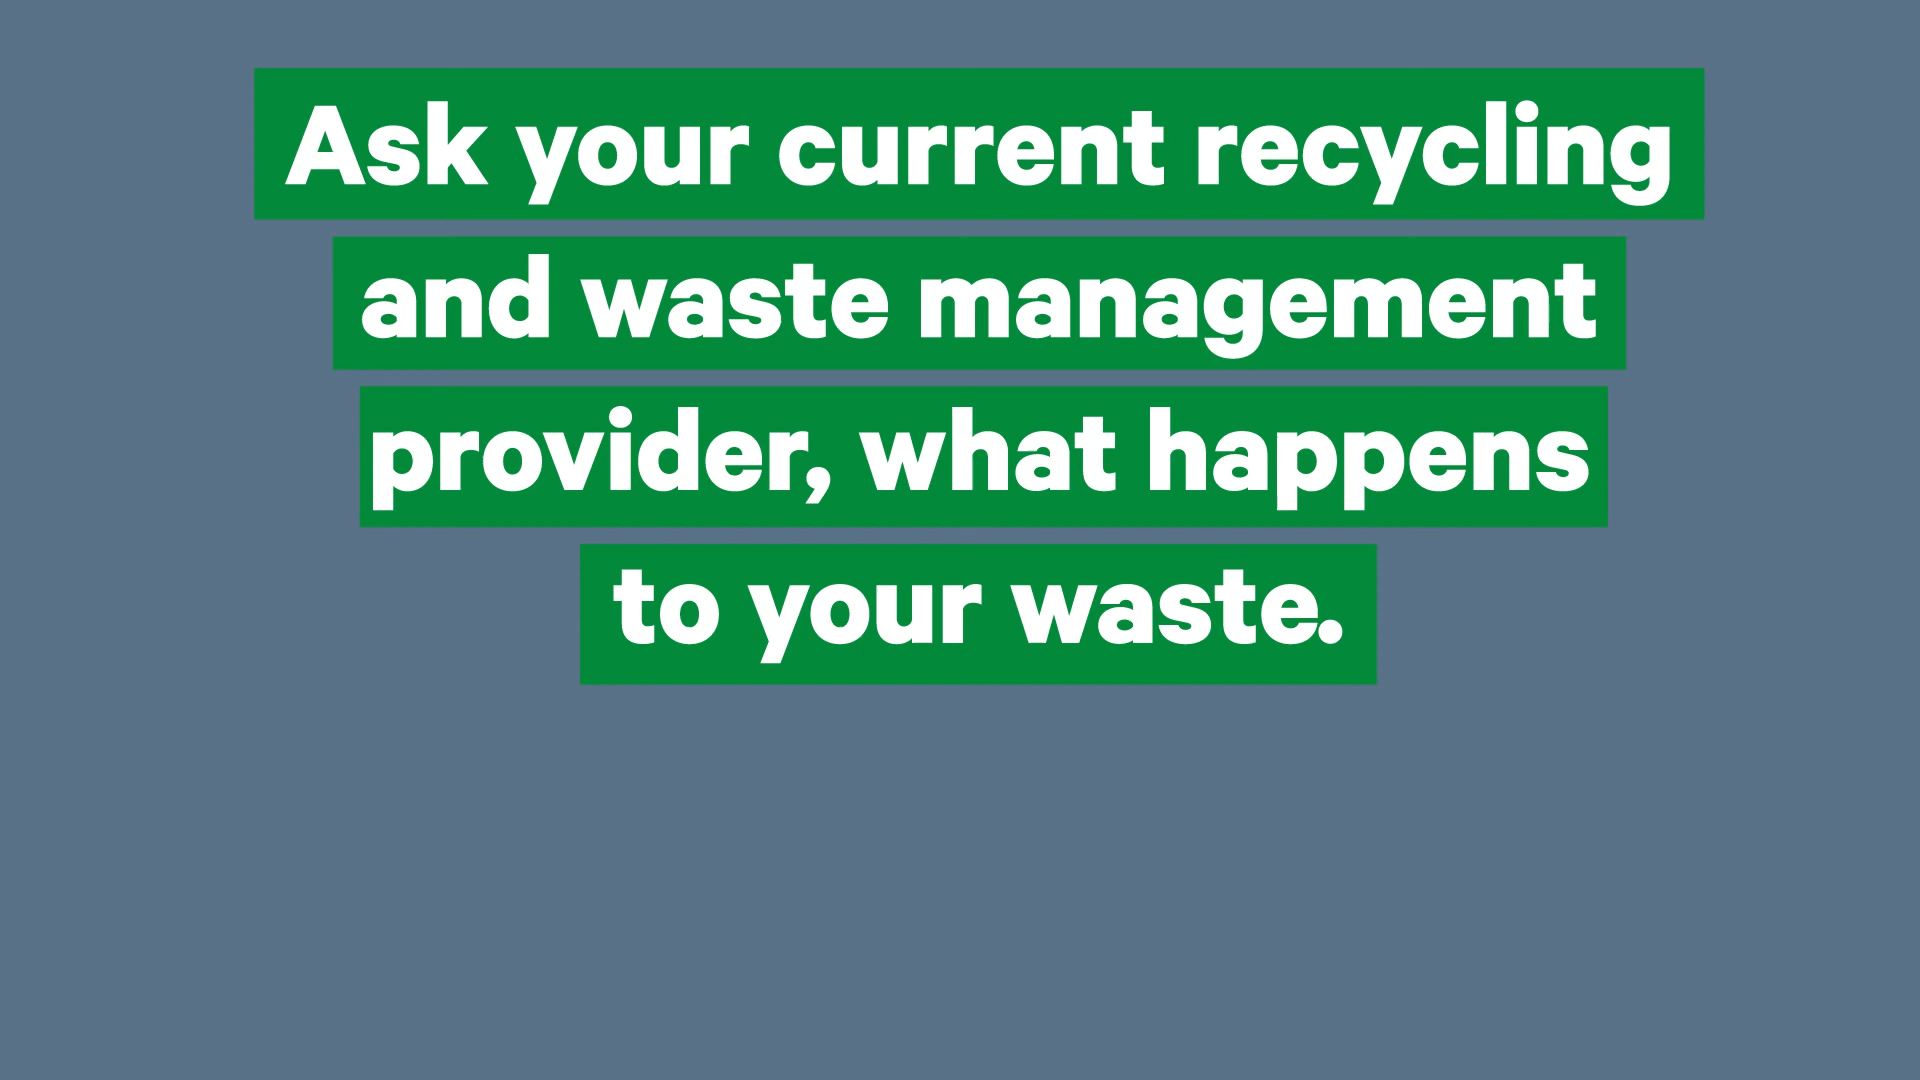 Ask your current recycling
and waste management
provider, what happens
to your waste.